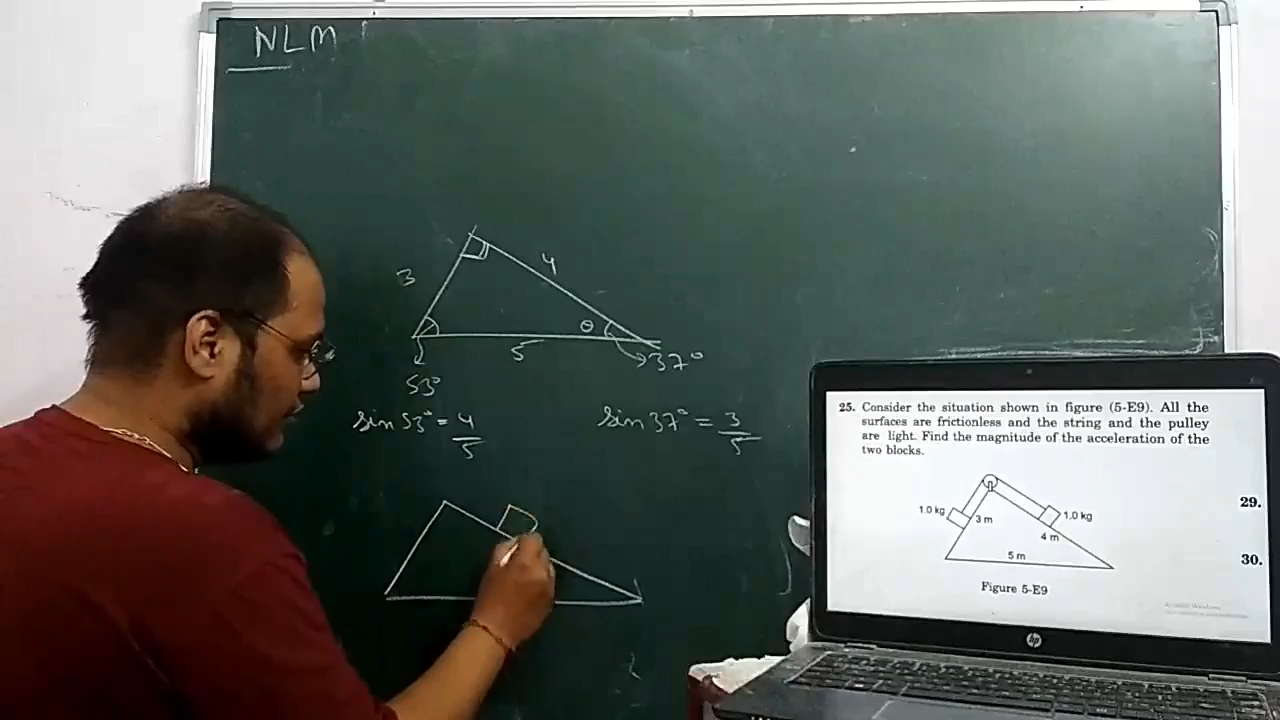 NLM
3
4
θ
5
37°
53°
sin 53° = 4/5
sin 37° = 3/5
25. Consider the situation shown in figure (5-E9). All the
surfaces are frictionless and the string and the pulley
are light. Find the magnitude of the acceleration of the
two blocks.
1.0 kg
3 m
1.0 kg
4 m
5 m
Figure 5-E9
29.
30.
hp